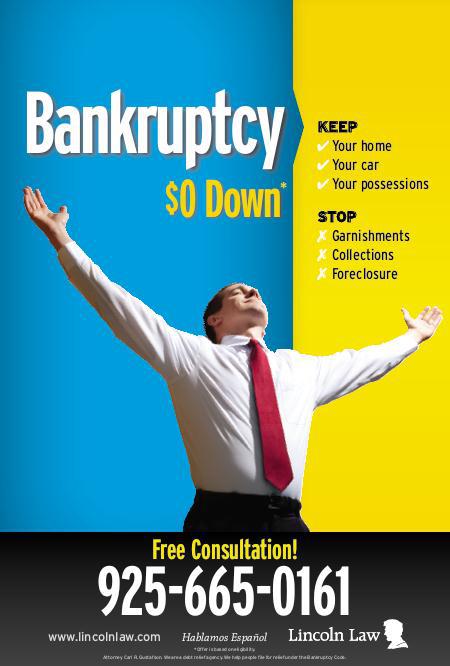 Bankruptcy
$0 Down*
KEEP
✓ Your home
✓ Your car
✓ Your possessions
STOP
✗ Garnishments
✗ Collections
✗ Foreclosure
Free Consultation!
925-665-0161
www.lincolnlaw.com Hablamos Español Lincoln Law
*Offer is based on eligibility.
Attorney Carl R. Gustafson. We are a debt relief agency. We help people file for relief under the Bankruptcy Code.